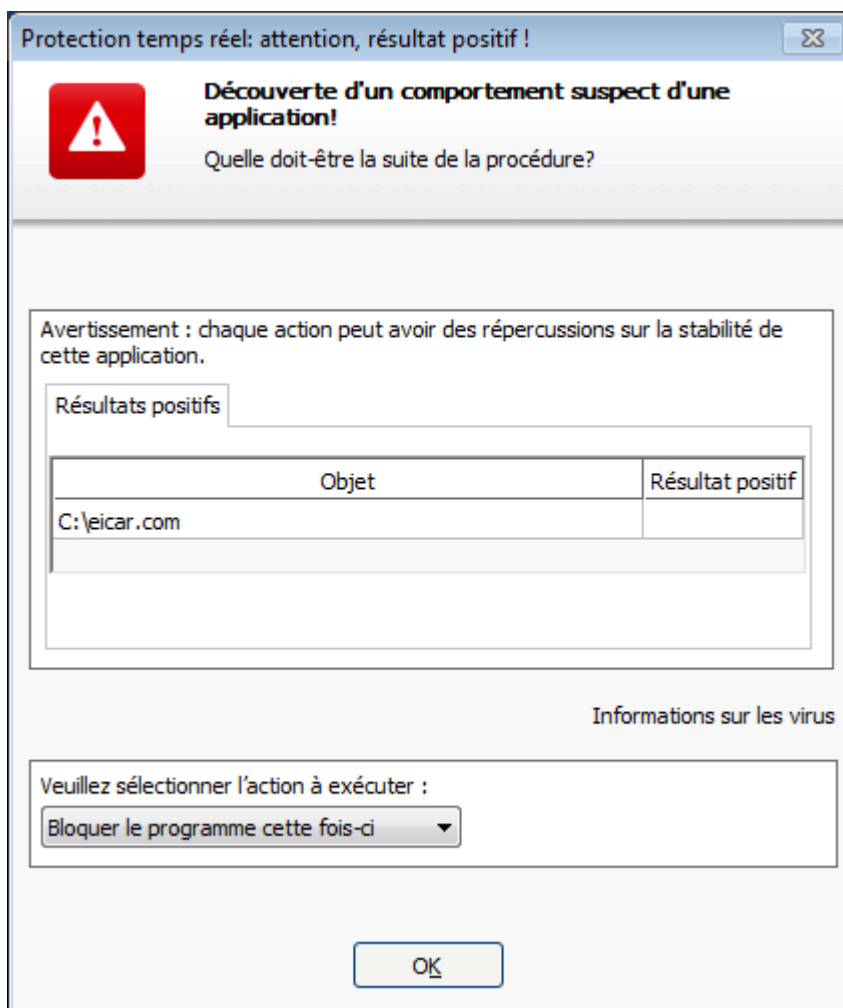 Protection temps réel: attention, résultat positif !
Découverte d'un comportement suspect d'une
application!
Quelle doit-être la suite de la procédure?
Avertissement : chaque action peut avoir des répercussions sur la stabilité de
cette application.
Résultats positifs
Objet Résultat positif
C:\eicar.com
Informations sur les virus
Veuillez sélectionner l'action à exécuter :
Bloquer le programme cette fois-ci
OK